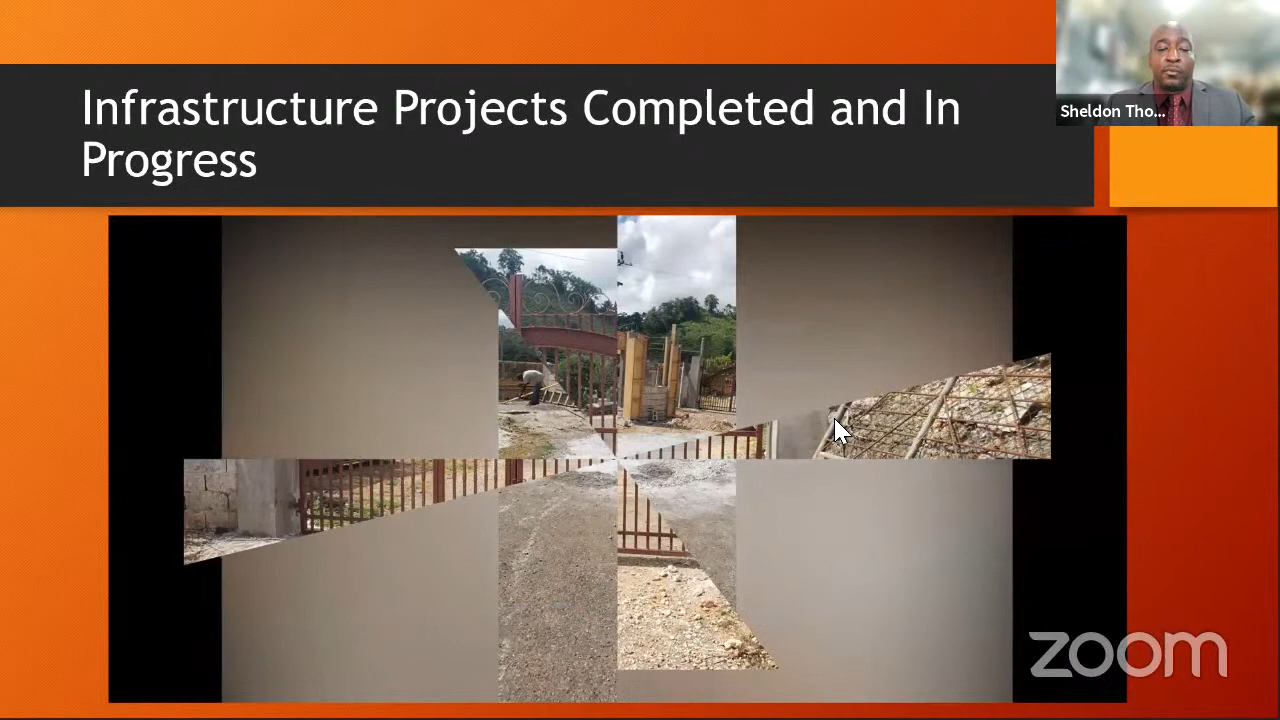 Infrastructure Projects Completed and In
Progress
Sheldon Tho...
zoom